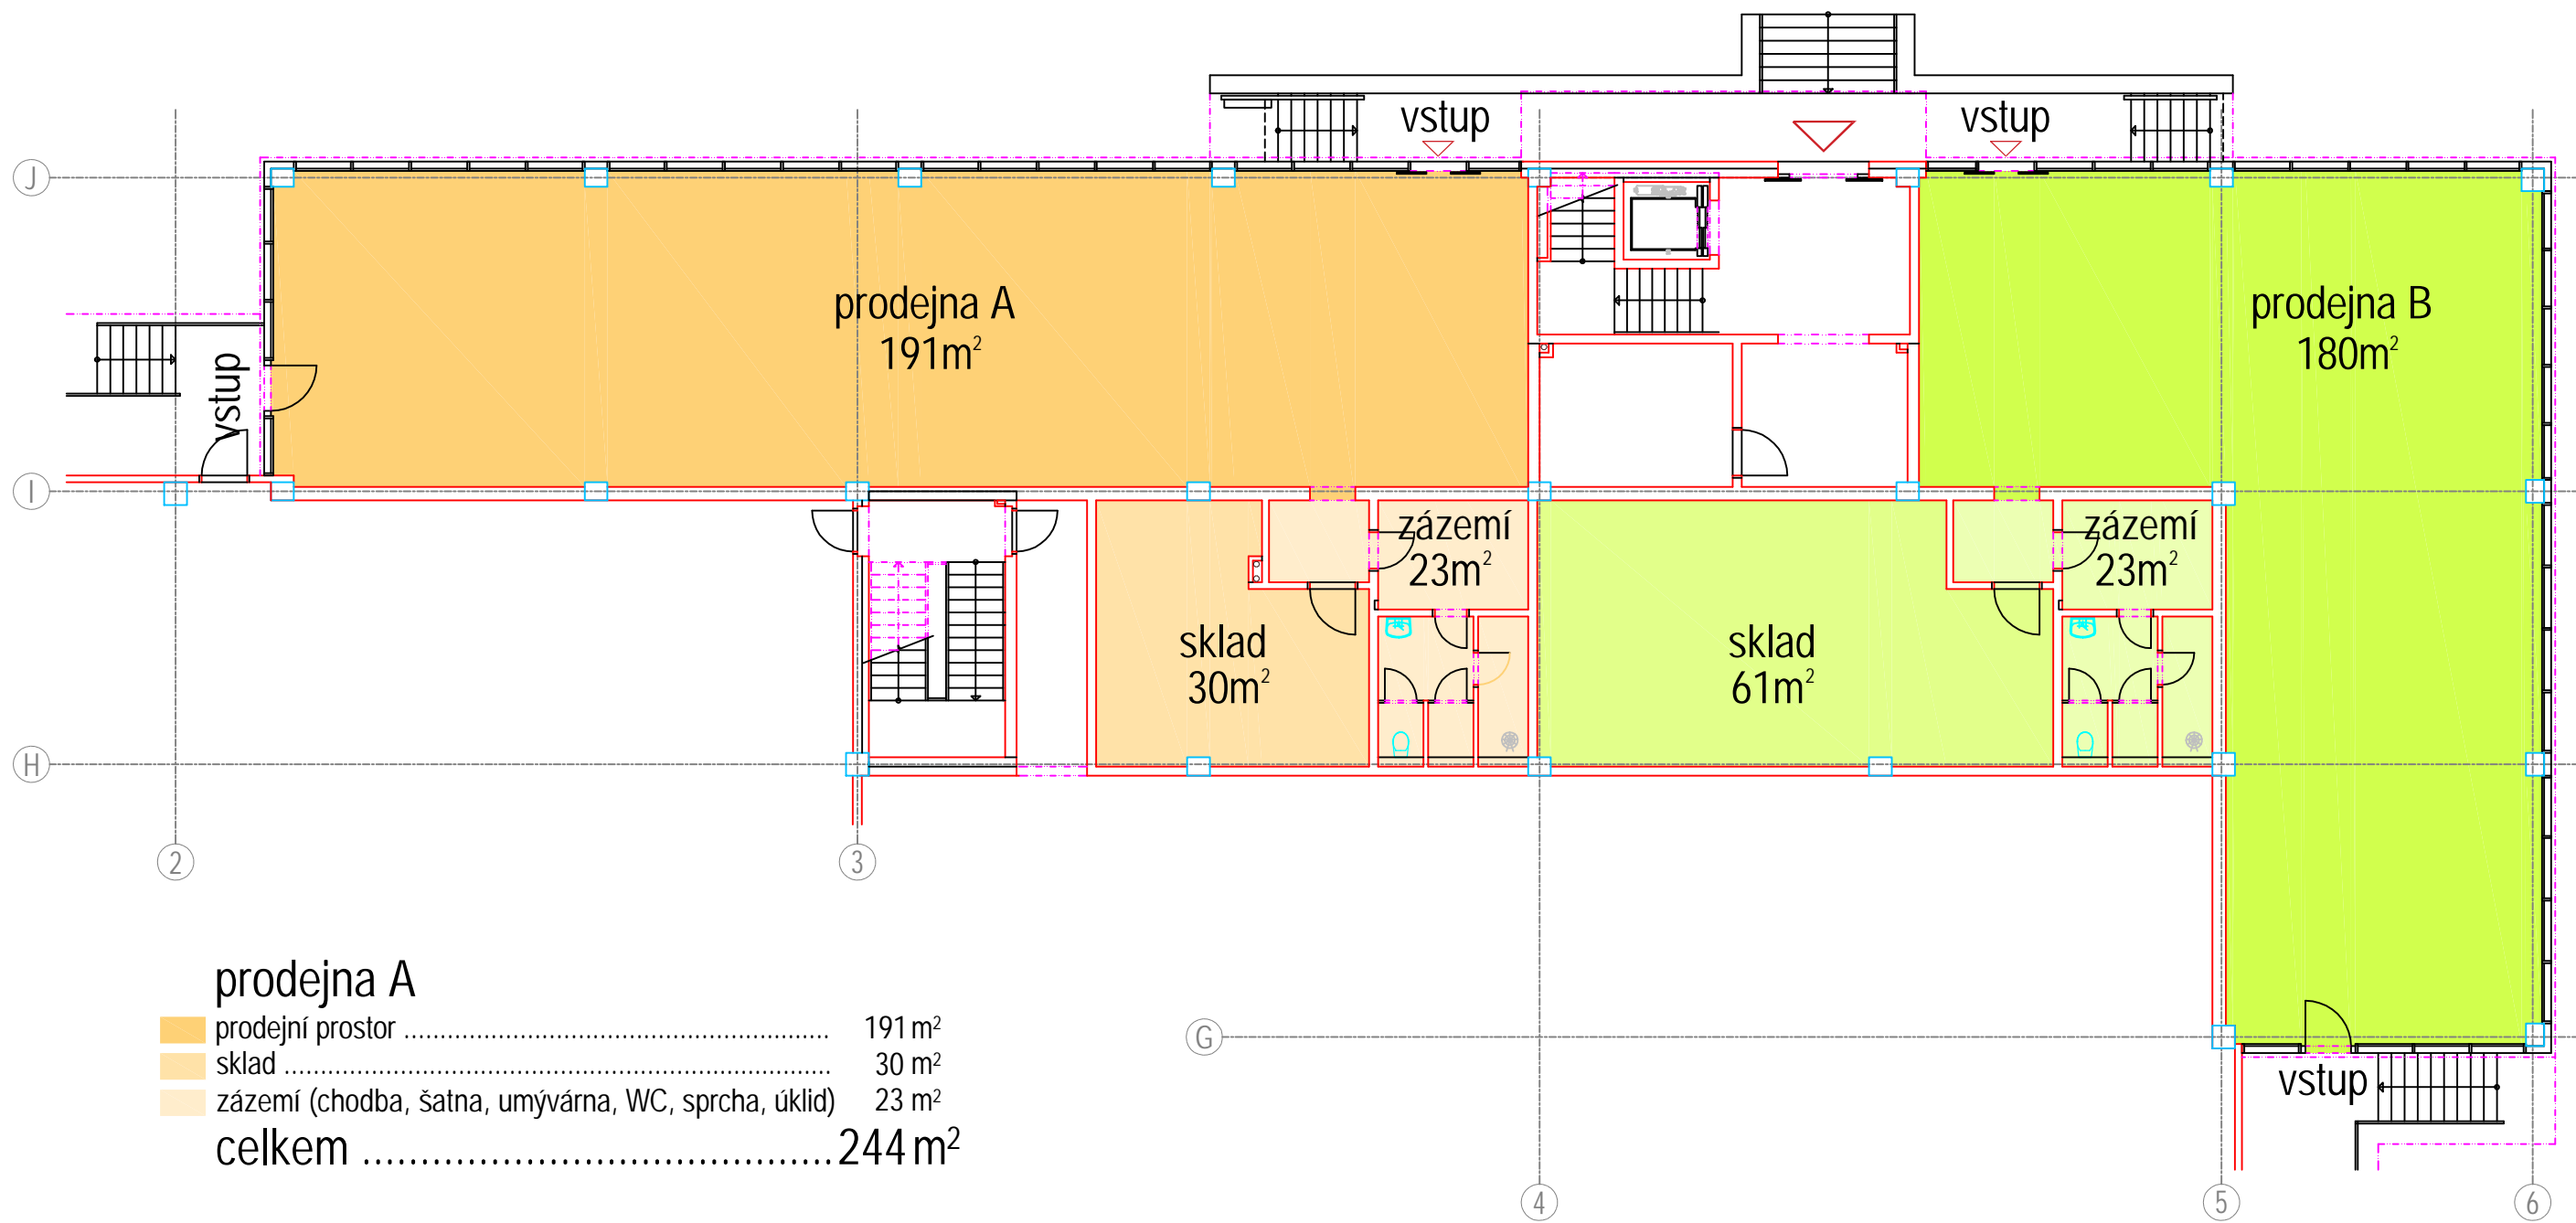 vstup
vstup
J
prodejna A
191m²
prodejna B
180m²
vstup
I
zázemí
23m²
zázemí
23m²
sklad
30m²
sklad
61m²
H
2
3
prodejna A
prodejní prostor ........................................................... 191 m²
sklad ........................................................................... 30 m²
zázemí (chodba, šatna, umývárna, WC, sprcha, úklid) 23 m²
celkem ........................................ 244 m²
G
vstup
4
5
6